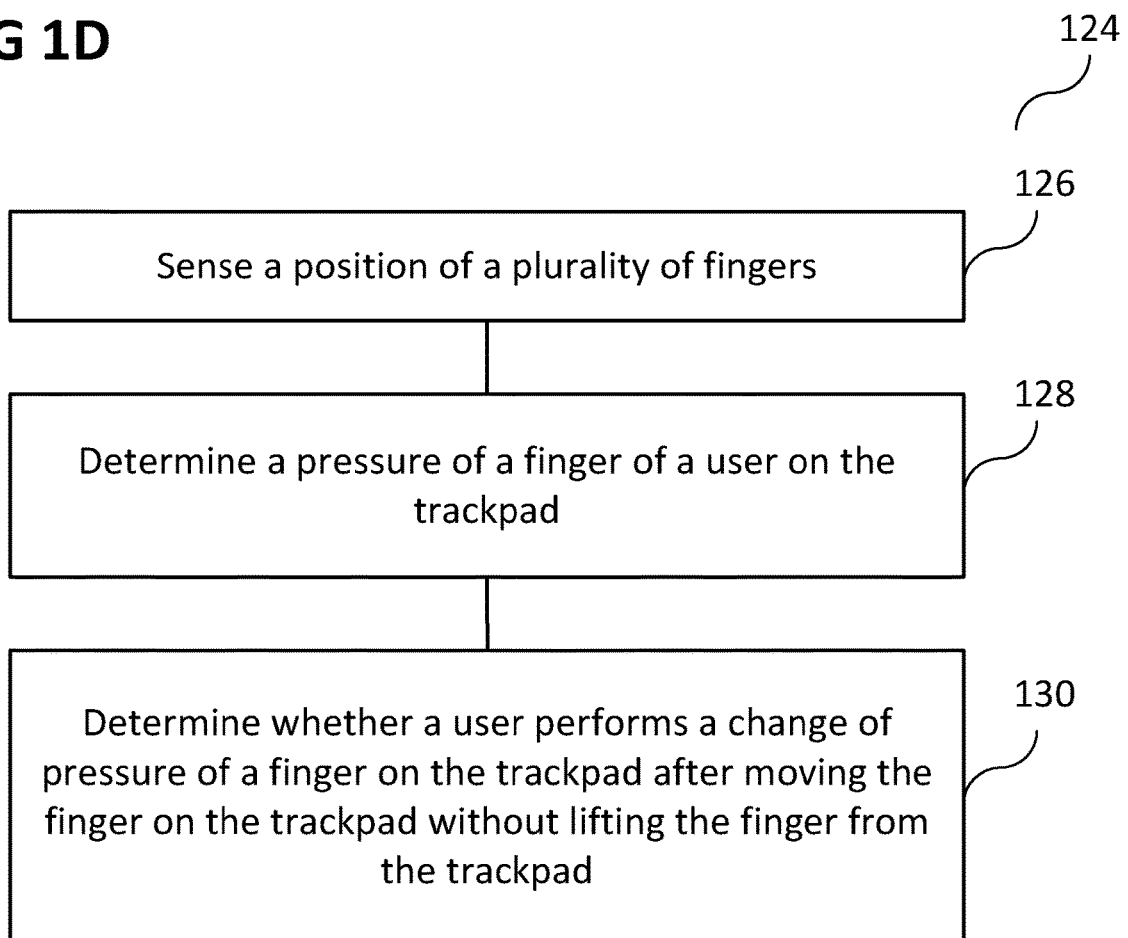 G 1D
124
126
Sense a position of a plurality of fingers
128
Determine a pressure of a finger of a user on the
trackpad
130
Determine whether a user performs a change of
pressure of a finger on the trackpad after moving the
finger on the trackpad without lifting the finger from
the trackpad